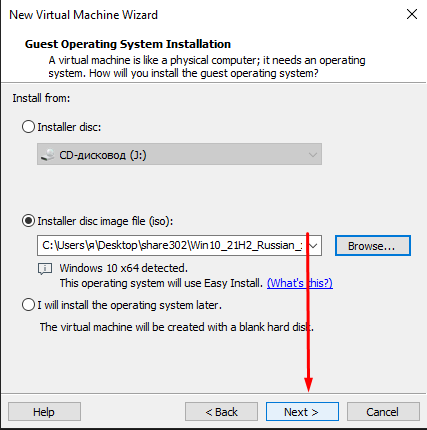 New Virtual Machine Wizard
Guest Operating System Installation
A virtual machine is like a physical computer; it needs an operating
system. How will you install the guest operating system?
Install from:
Installer disc:
CD-дисковод (J:)
Installer disc image file (iso):
C:\Users\я\Desktop\share302\Win10_21H2_Russian_
Browse...
Windows 10 x64 detected.
This operating system will use Easy Install. (What's this?)
I will install the operating system later.
The virtual machine will be created with a blank hard disk.
Help
< Back
Next >
Cancel